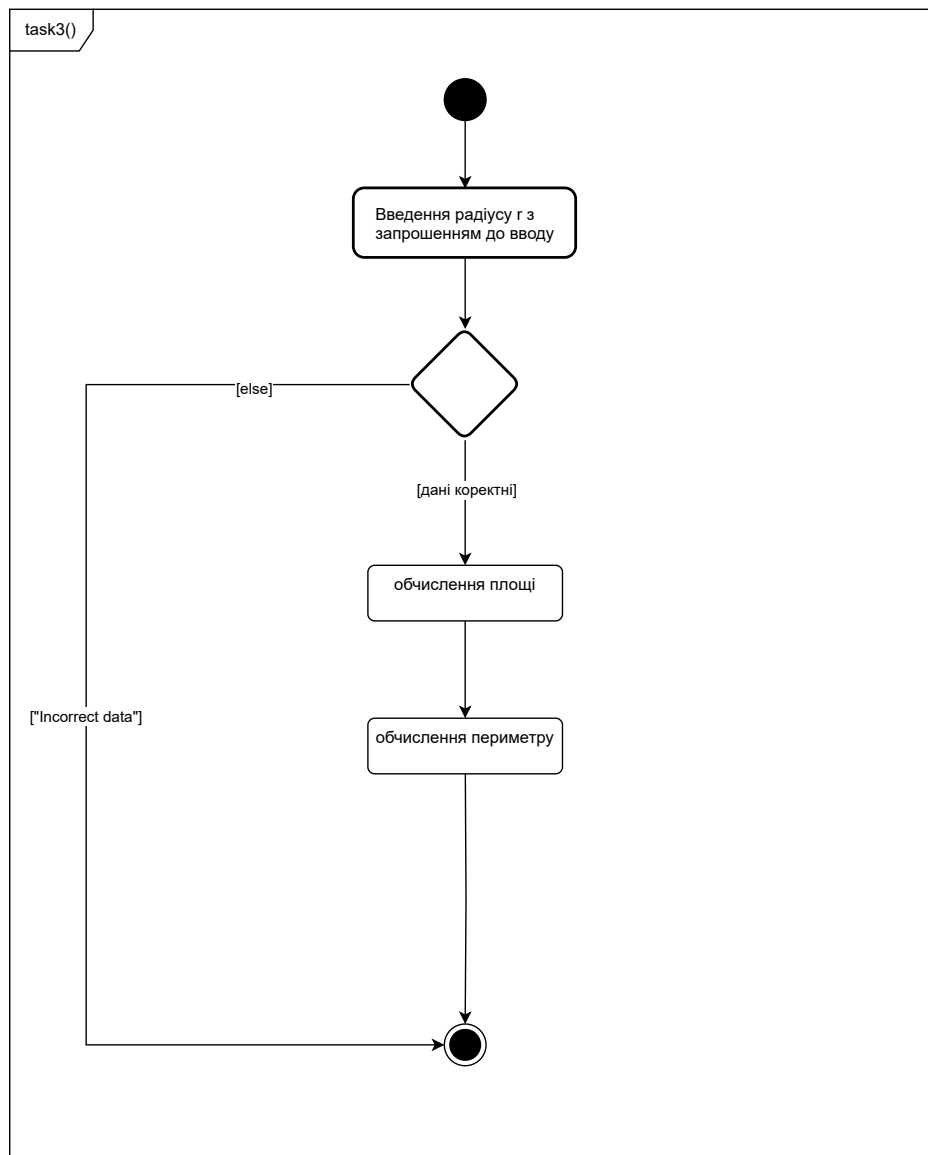 task3()
Введення радіусу r з
запрошенням до вводу
[else]
[дані коректні]
обчислення площі
["Incorrect data"]
обчислення периметру